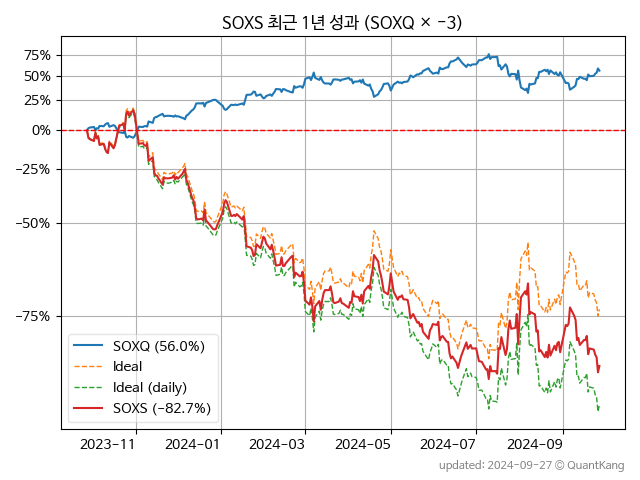 SOXS 최근 1년 성과 (SOXQ × −3)
75%
50%
25%
0%
−25%
−50%
−75%
SOXQ (56.0%)
Ideal
Ideal (daily)
SOXS (−82.7%)
2023-11
2024-01
2024-03
2024-05
2024-07
2024-09
updated: 2024-09-27 © QuantKang